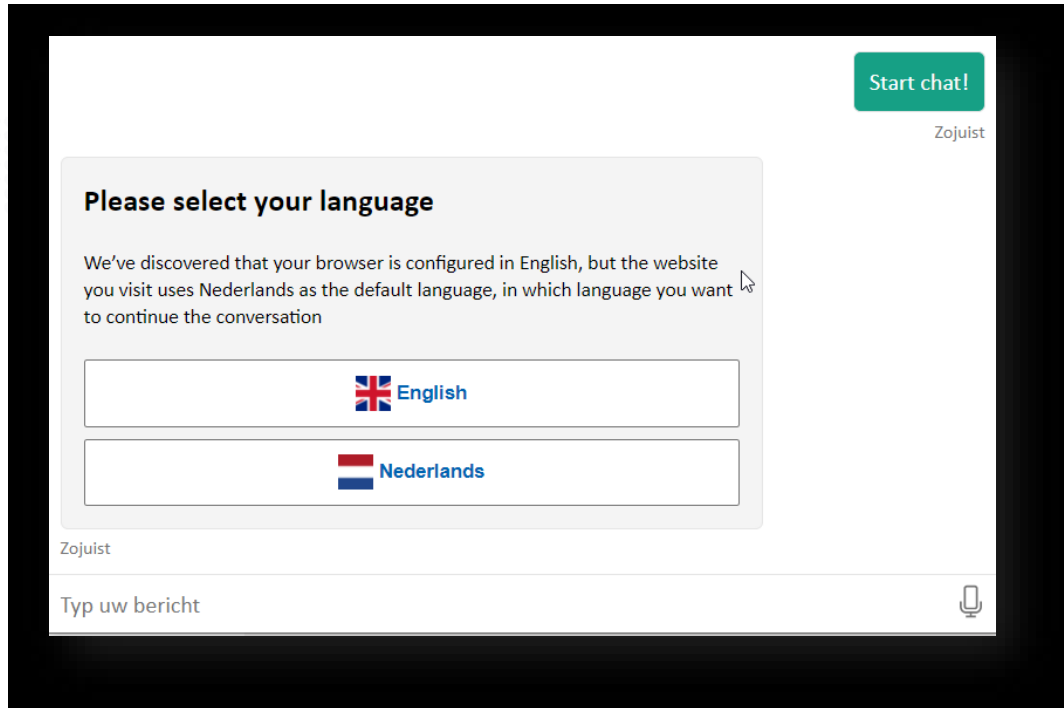 Start chat!
Zojuist
Please select your language
We've discovered that your browser is configured in English, but the website
you visit uses Nederlands as the default language, in which language you want
to continue the conversation
English
Nederlands
Zojuist
Typ uw bericht